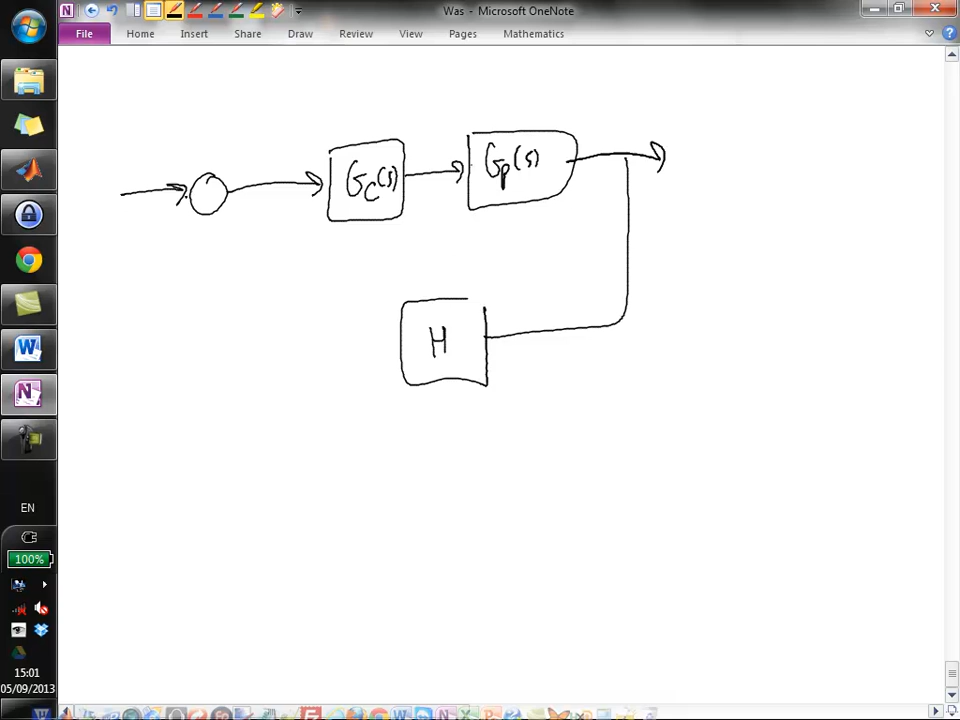 Was - Microsoft OneNote
File Home Insert Share Draw Review View Pages Mathematics
Gc(s) Gp(s)
H
EN
100%
15:01
05/09/2013